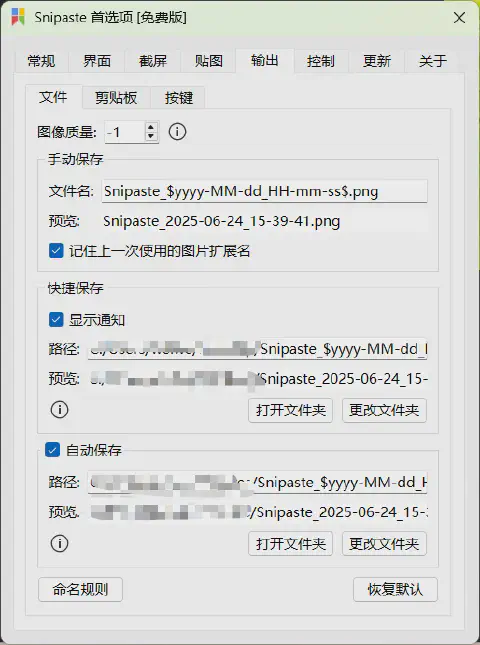 Snipaste 首选项 [免费版]
常规 界面 截屏 贴图 输出 控制 更新 关于
文件 剪贴板 按键
图像质量: -1
手动保存
文件名: Snipaste_$yyyy-MM-dd_HH-mm-ss$.png
预览: Snipaste_2025-06-24_15-39-41.png
记住上一次使用的图片扩展名
快捷保存
显示通知
路径: /Snipaste_$yyyy-MM-dd_
预览: /Snipaste_2025-06-24_15-
打开文件夹 更改文件夹
自动保存
路径: /Snipaste_$yyyy-MM-dd_
预览: /Snipaste_2025-06-24_15-
打开文件夹 更改文件夹
命名规则 恢复默认